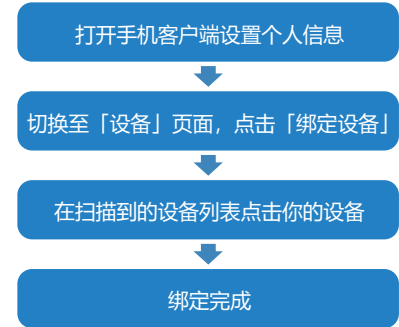 打开手机客户端设置个人信息
切换至「设备」页面，点击「绑定设备」
在扫描到的设备列表点击你的设备
绑定完成